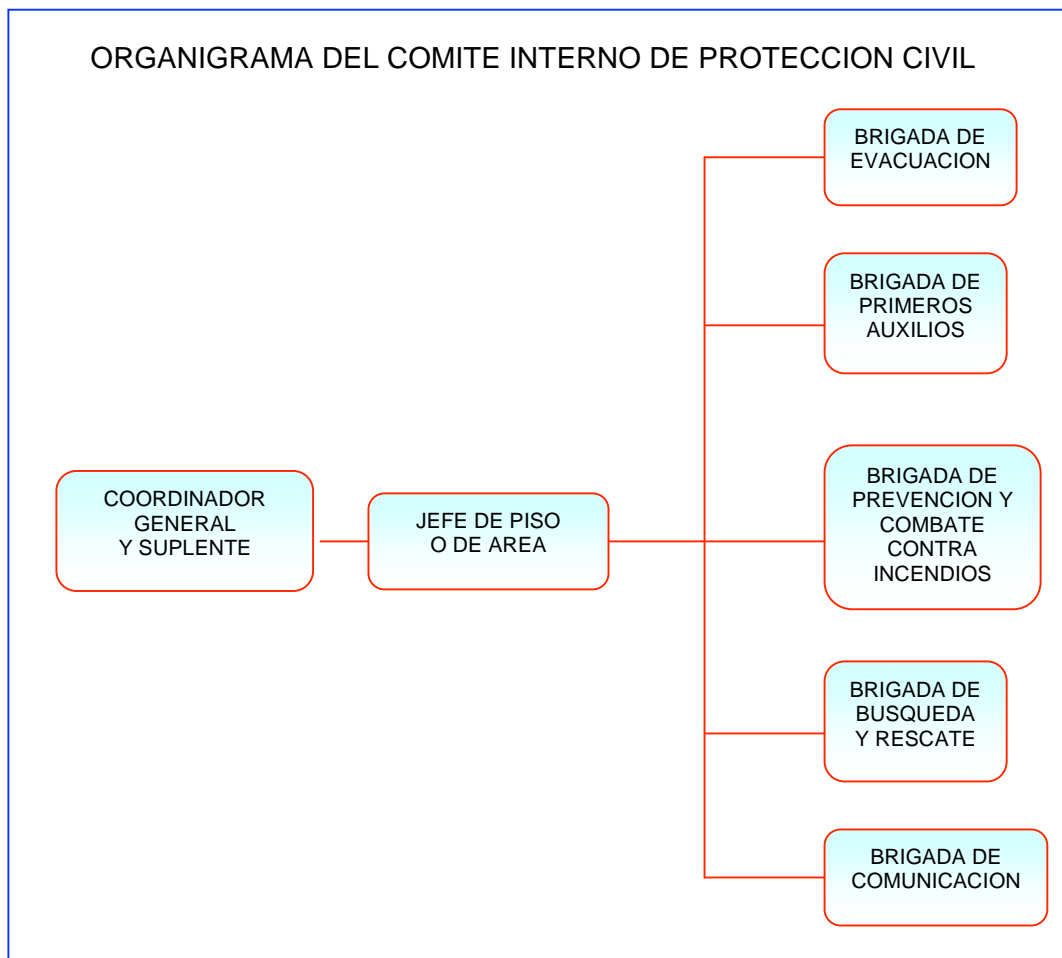 ORGANIGRAMA DEL COMITE INTERNO DE PROTECCION CIVIL
BRIGADA DE
EVACUACION
BRIGADA DE
PRIMEROS
AUXILIOS
COORDINADOR
GENERAL
Y SUPLENTE
JEFE DE PISO
O DE AREA
BRIGADA DE
PREVENCION Y
COMBATE
CONTRA
INCENDIOS
BRIGADA DE
BUSQUEDA
Y RESCATE
BRIGADA DE
COMUNICACION